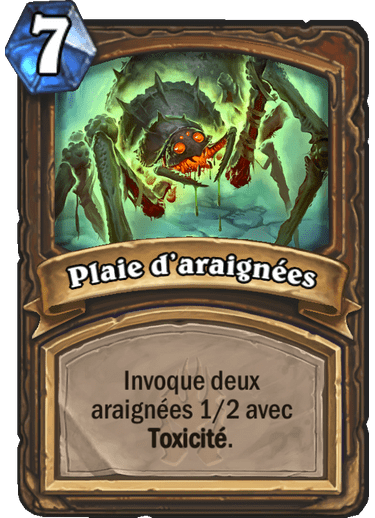 7
Plaie d'araignées
Invoque deux
araignées 1/2 avec
Toxicité.